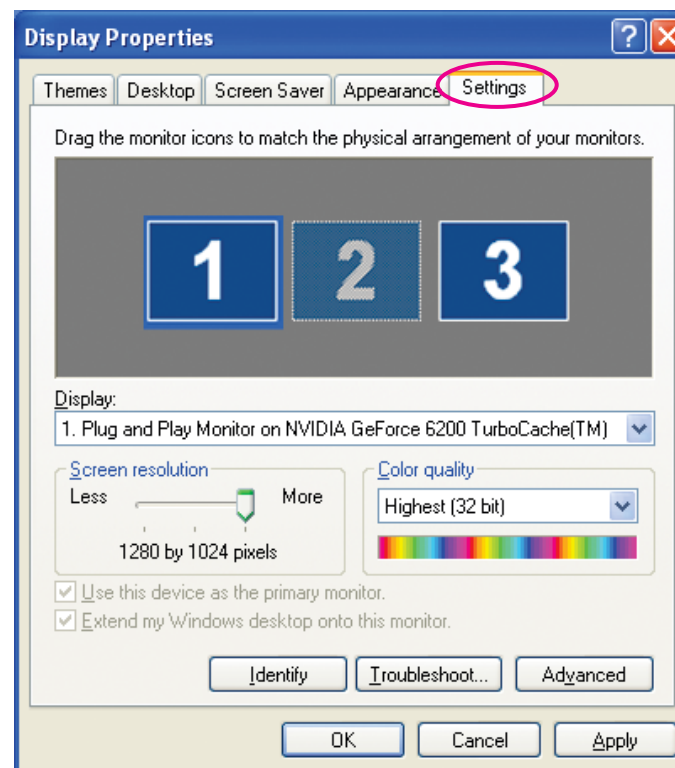 Display Properties
Themes Desktop Screen Saver Appearance Settings
Drag the monitor icons to match the physical arrangement of your monitors.
1 2 3
Display:
1. Plug and Play Monitor on NVIDIA GeForce 6200 TurboCache(TM)
Screen resolution
Less More
1280 by 1024 pixels
Color quality
Highest (32 bit)
Use this device as the primary monitor.
Extend my Windows desktop onto this monitor.
Identify Troubleshoot... Advanced
OK Cancel Apply